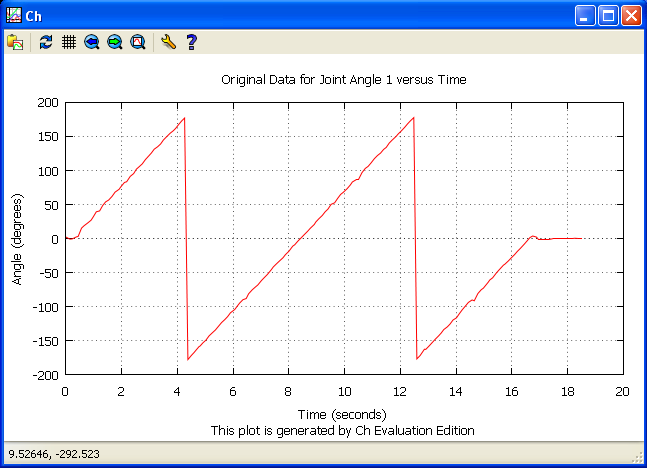 Ch
Original Data for Joint Angle 1 versus Time
200
150
100
50
0
-50
-100
-150
-200
Angle (degrees)
0 2 4 6 8 10 12 14 16 18 20
Time (seconds)
This plot is generated by Ch Evaluation Edition
9.52646, -292.523